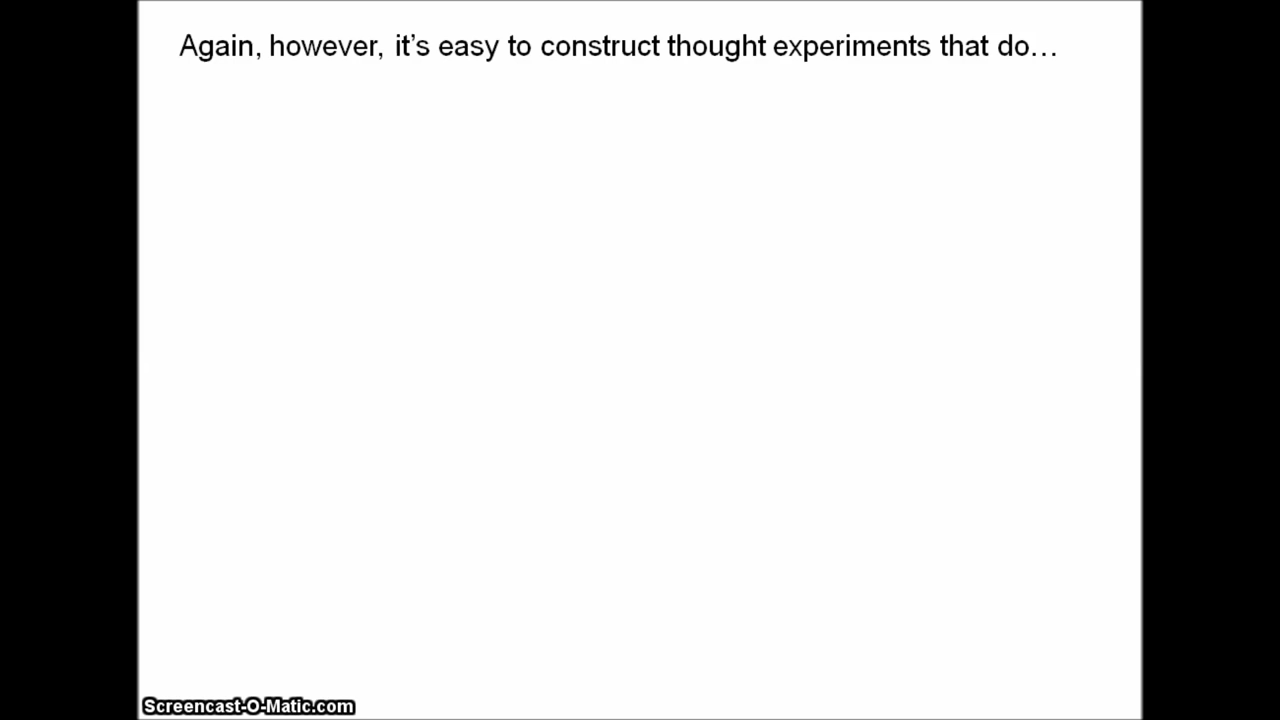 Again, however, it’s easy to construct thought experiments that do…
Screencast-O-Matic.com